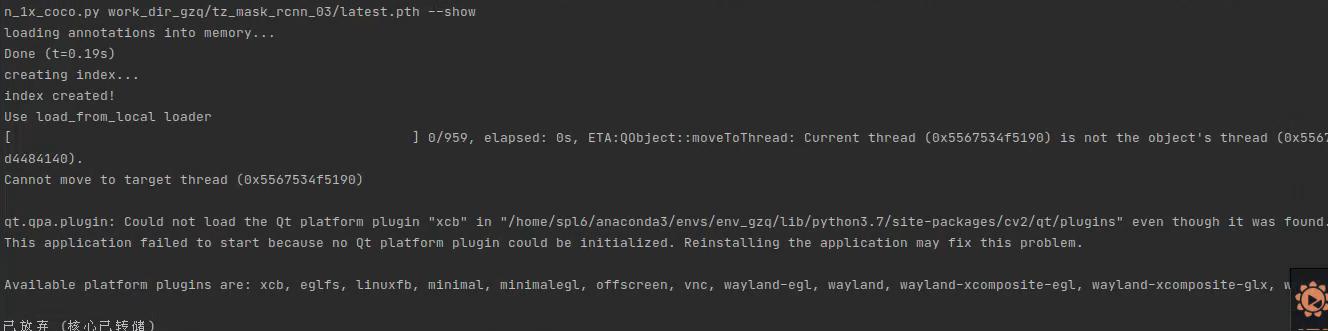 n_1x_coco.py work_dir_gzq/tz_mask_rcnn_03/latest.pth --show
loading annotations into memory...
Done (t=0.19s)
creating index...
index created!
Use load_from_local loader
[ ] 0/959, elapsed: 0s, ETA:QObject::moveToThread: Current thread (0x5567534f5190) is not the object's thread (0x5567
d4484140).
Cannot move to target thread (0x5567534f5190)
qt.qpa.plugin: Could not load the Qt platform plugin "xcb" in "/home/spl6/anaconda3/envs/env_gzq/lib/python3.7/site-packages/cv2/qt/plugins" even though it was found.
This application failed to start because no Qt platform plugin could be initialized. Reinstalling the application may fix this problem.
Available platform plugins are: xcb, eglfs, linuxfb, minimal, minimalegl, offscreen, vnc, wayland-egl, wayland, wayland-xcomposite-egl, wayland-xcomposite-glx,
已放弃 (核心已转储)